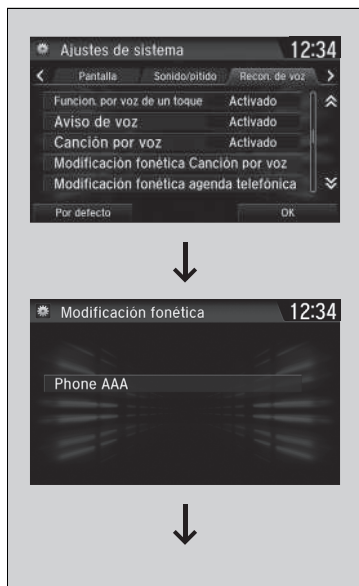 Ajustes de sistema 12:34
Pantalla Sonido/pitido Recon. de voz
Funcion. por voz de un toque Activado
Aviso de voz Activado
Canción por voz Activado
Modificación fonética Canción por voz
Modificación fonética agenda telefónica
Por defecto OK
Modificación fonética 12:34
Phone AAA